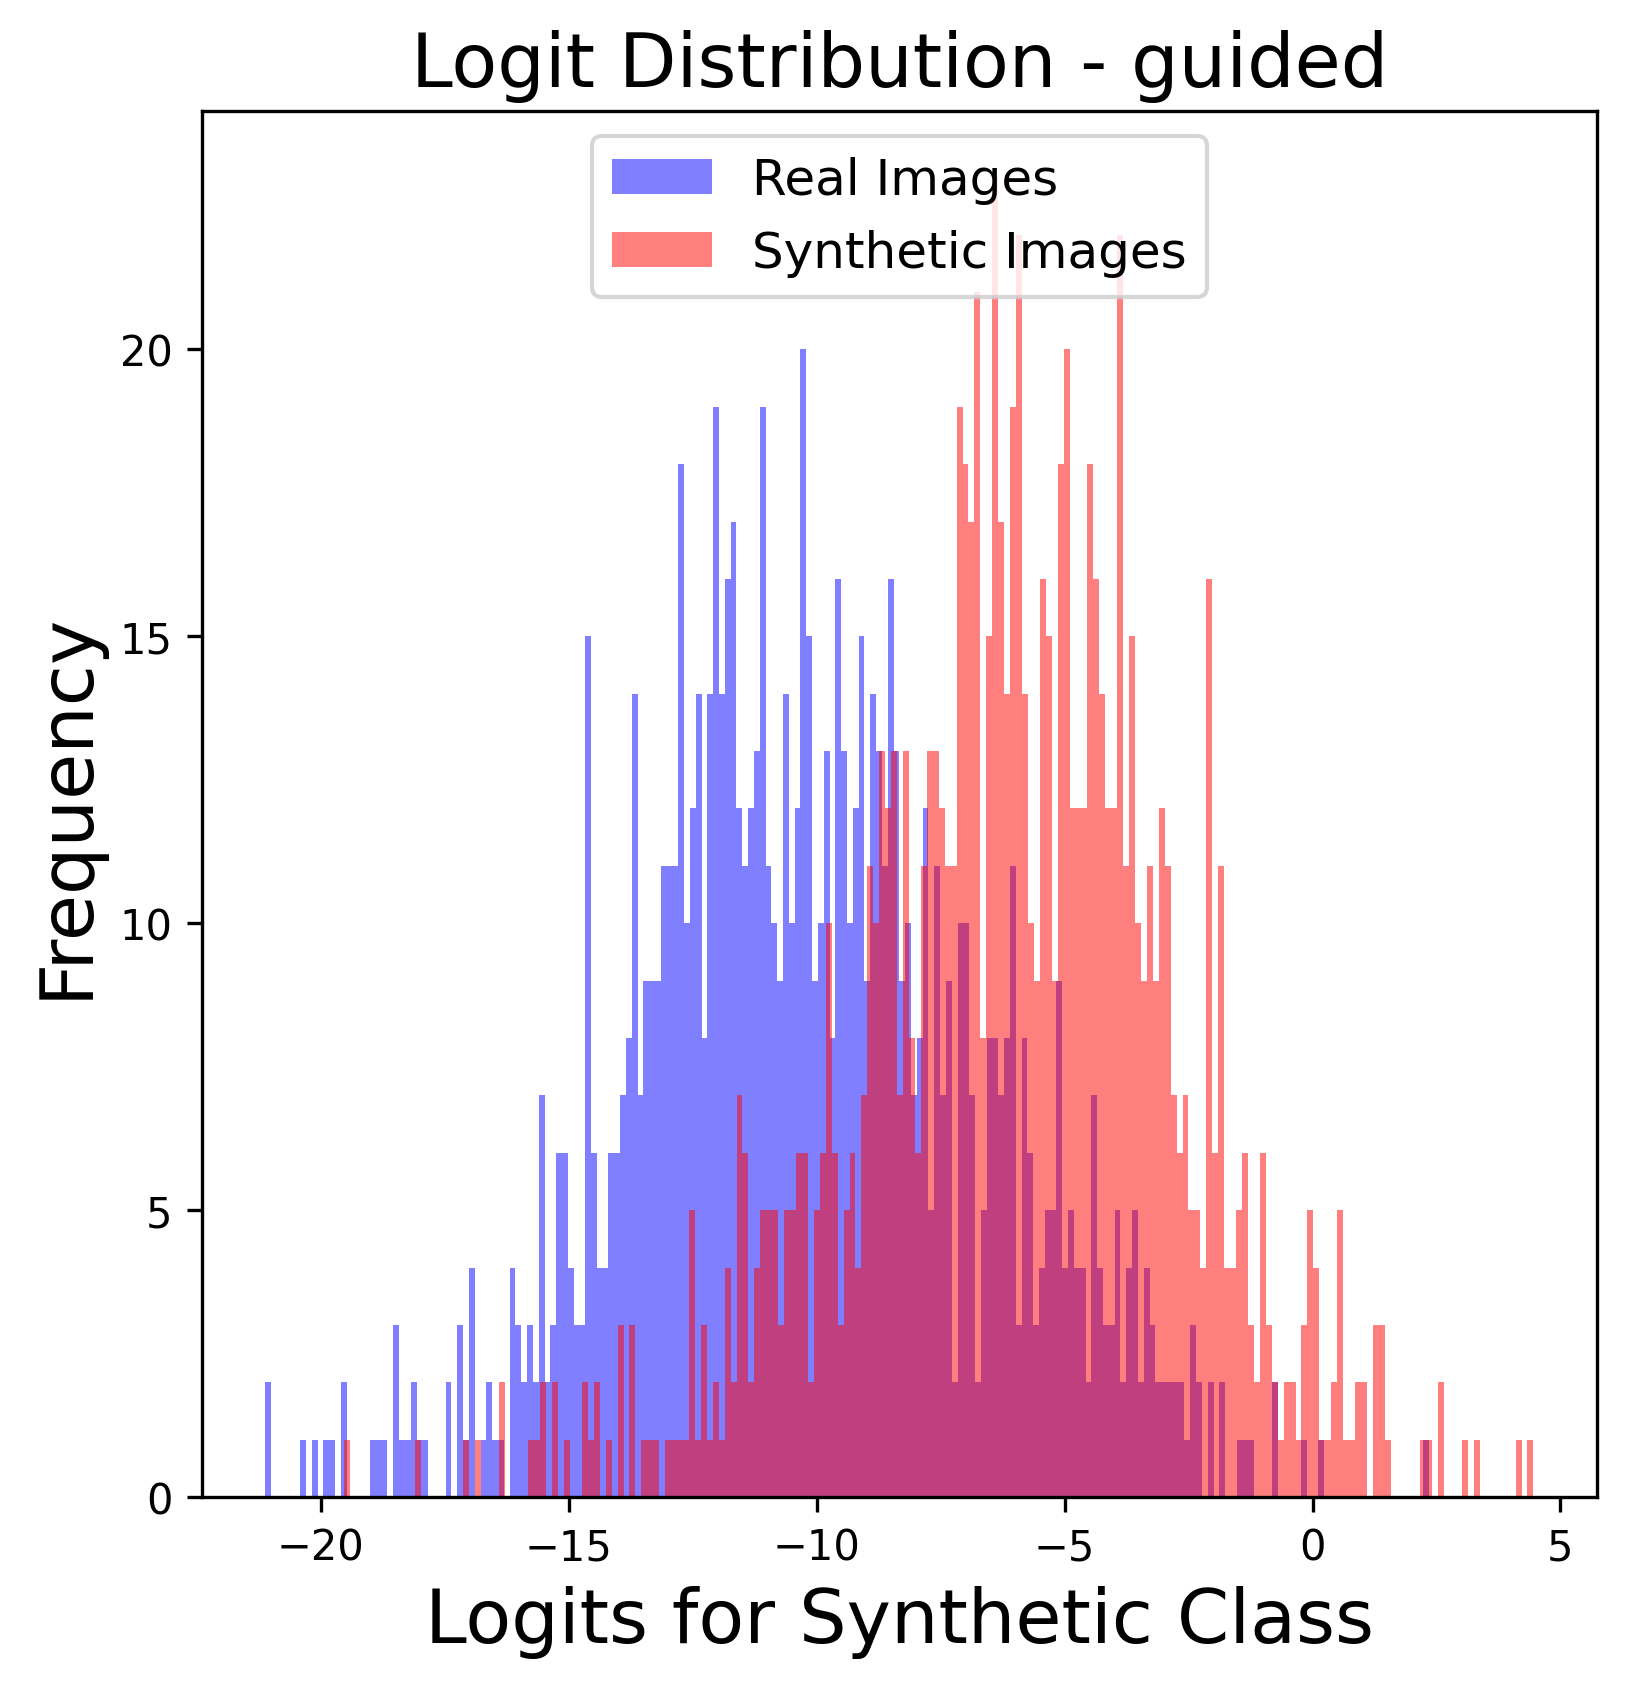 Logit Distribution - guided
Real Images
Synthetic Images
Frequency
20
15
10
5
0
−20
−15
−10
−5
0
5
Logits for Synthetic Class